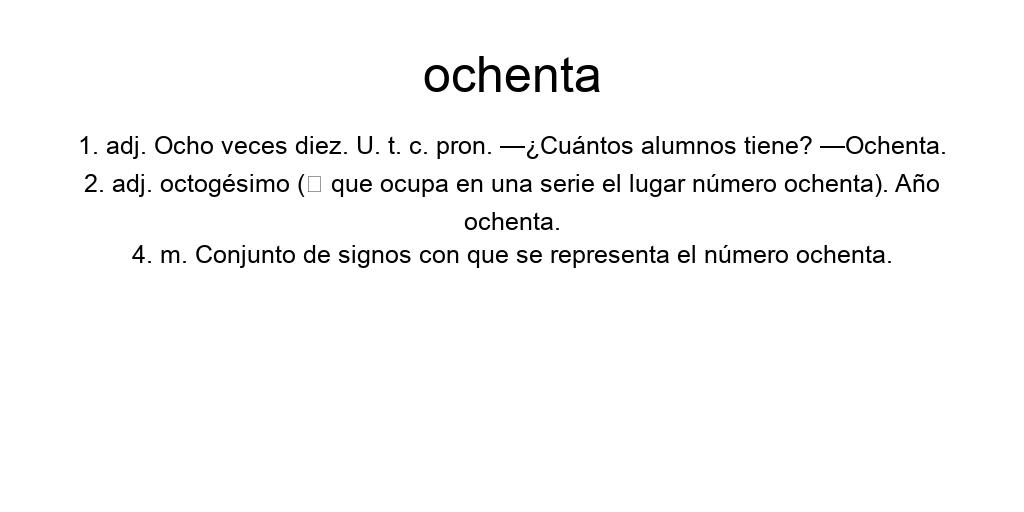 ochenta
1. adj. Ocho veces diez. U. t. c. pron. —¿Cuántos alumnos tiene? —Ochenta.
2. adj. octogésimo (□ que ocupa en una serie el lugar número ochenta). Año
ochenta.
4. m. Conjunto de signos con que se representa el número ochenta.